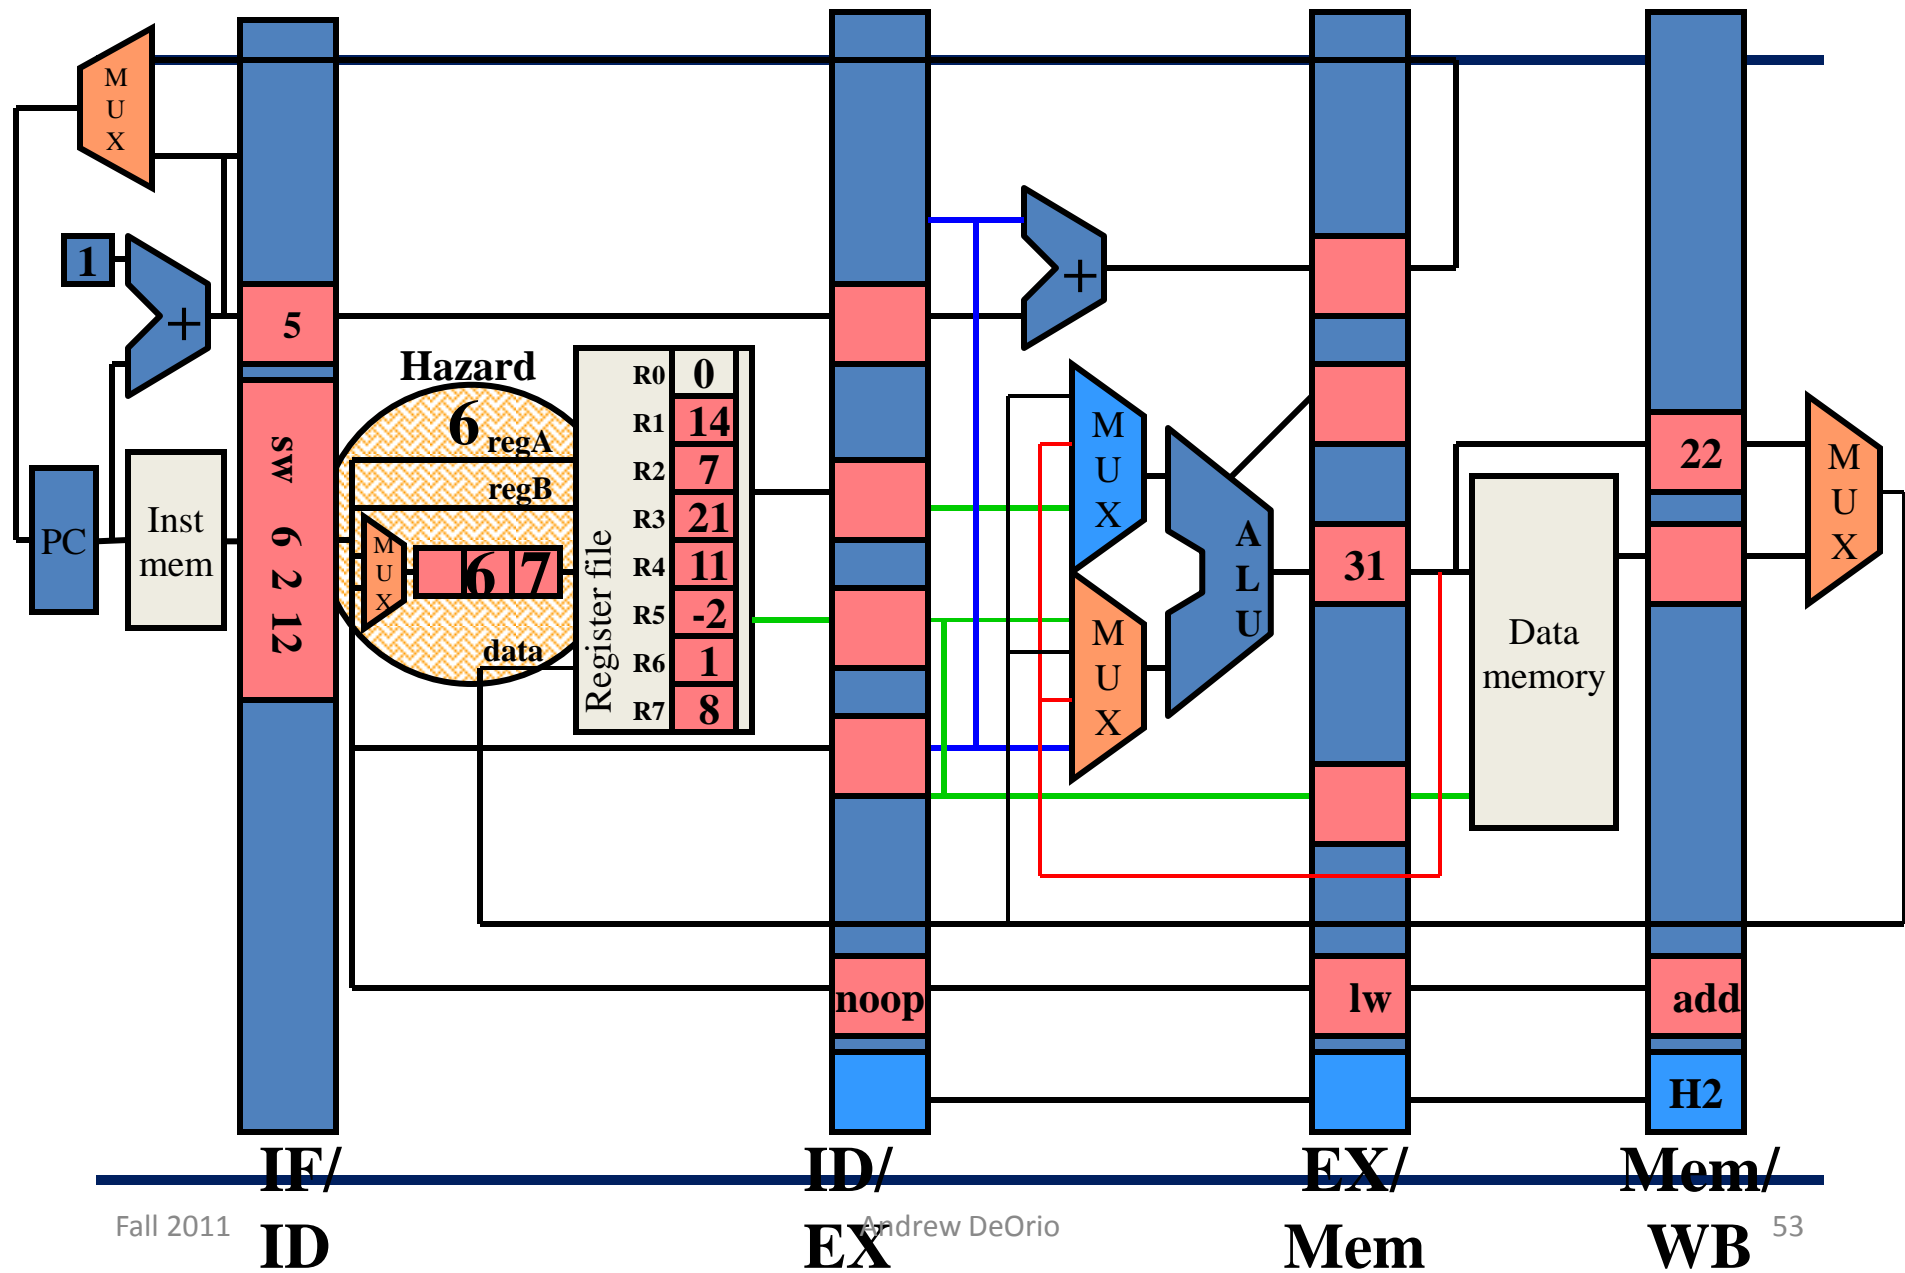 M
U
X
1
+
5
sw 6 2 12
PC
Inst
mem
Hazard
6
regA
regB
M
U
X
6 7
data
Register file
R0 0
R1 14
R2 7
R3 21
R4 11
R5 -2
R6 1
R7 8
+
M
U
X
M
U
X
A
L
U
31
Data
memory
22
M
U
X
noop
lw
add
H2
IF/
ID
ID/
EX
EX/
Mem
Mem/
WB
Fall 2011
Andrew DeOrio
53